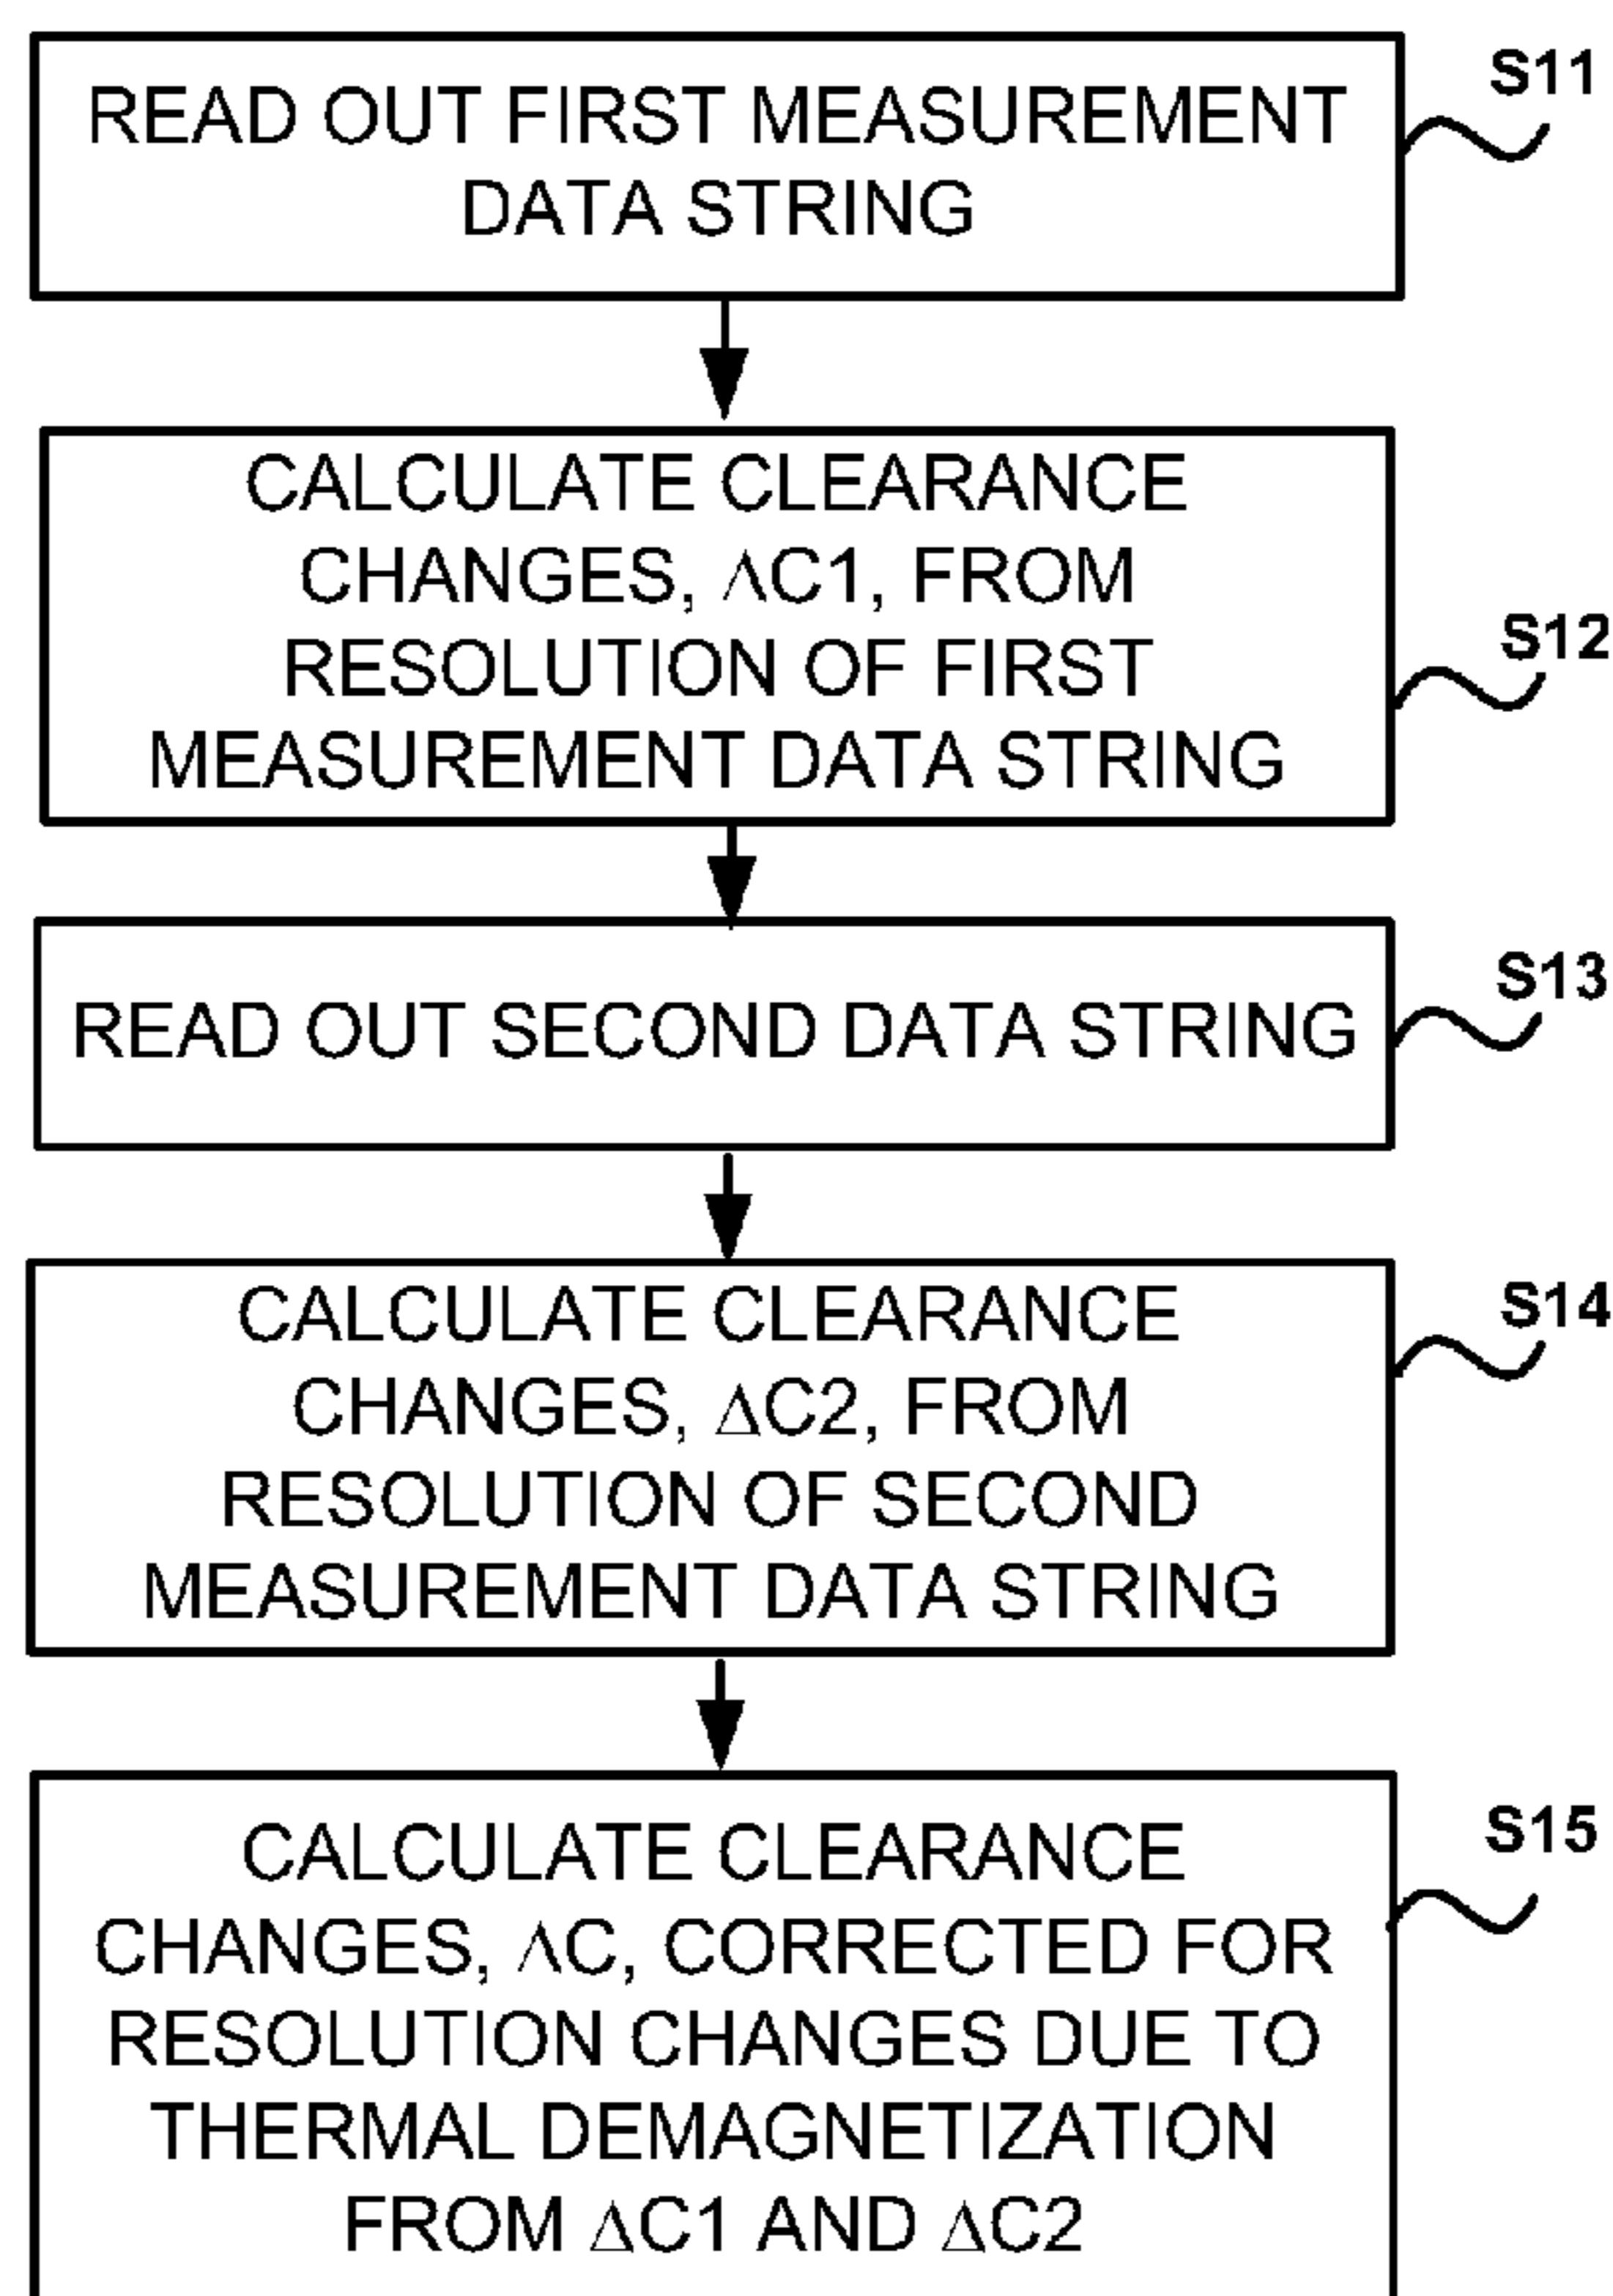 READ OUT FIRST MEASUREMENT
DATA STRING
S11
CALCULATE CLEARANCE
CHANGES, ΔC1, FROM
RESOLUTION OF FIRST
MEASUREMENT DATA STRING
S12
READ OUT SECOND DATA STRING
S13
CALCULATE CLEARANCE
CHANGES, ΔC2, FROM
RESOLUTION OF SECOND
MEASUREMENT DATA STRING
S14
CALCULATE CLEARANCE
CHANGES, ΔC, CORRECTED FOR
RESOLUTION CHANGES DUE TO
THERMAL DEMAGNETIZATION
FROM ΔC1 AND ΔC2
S15